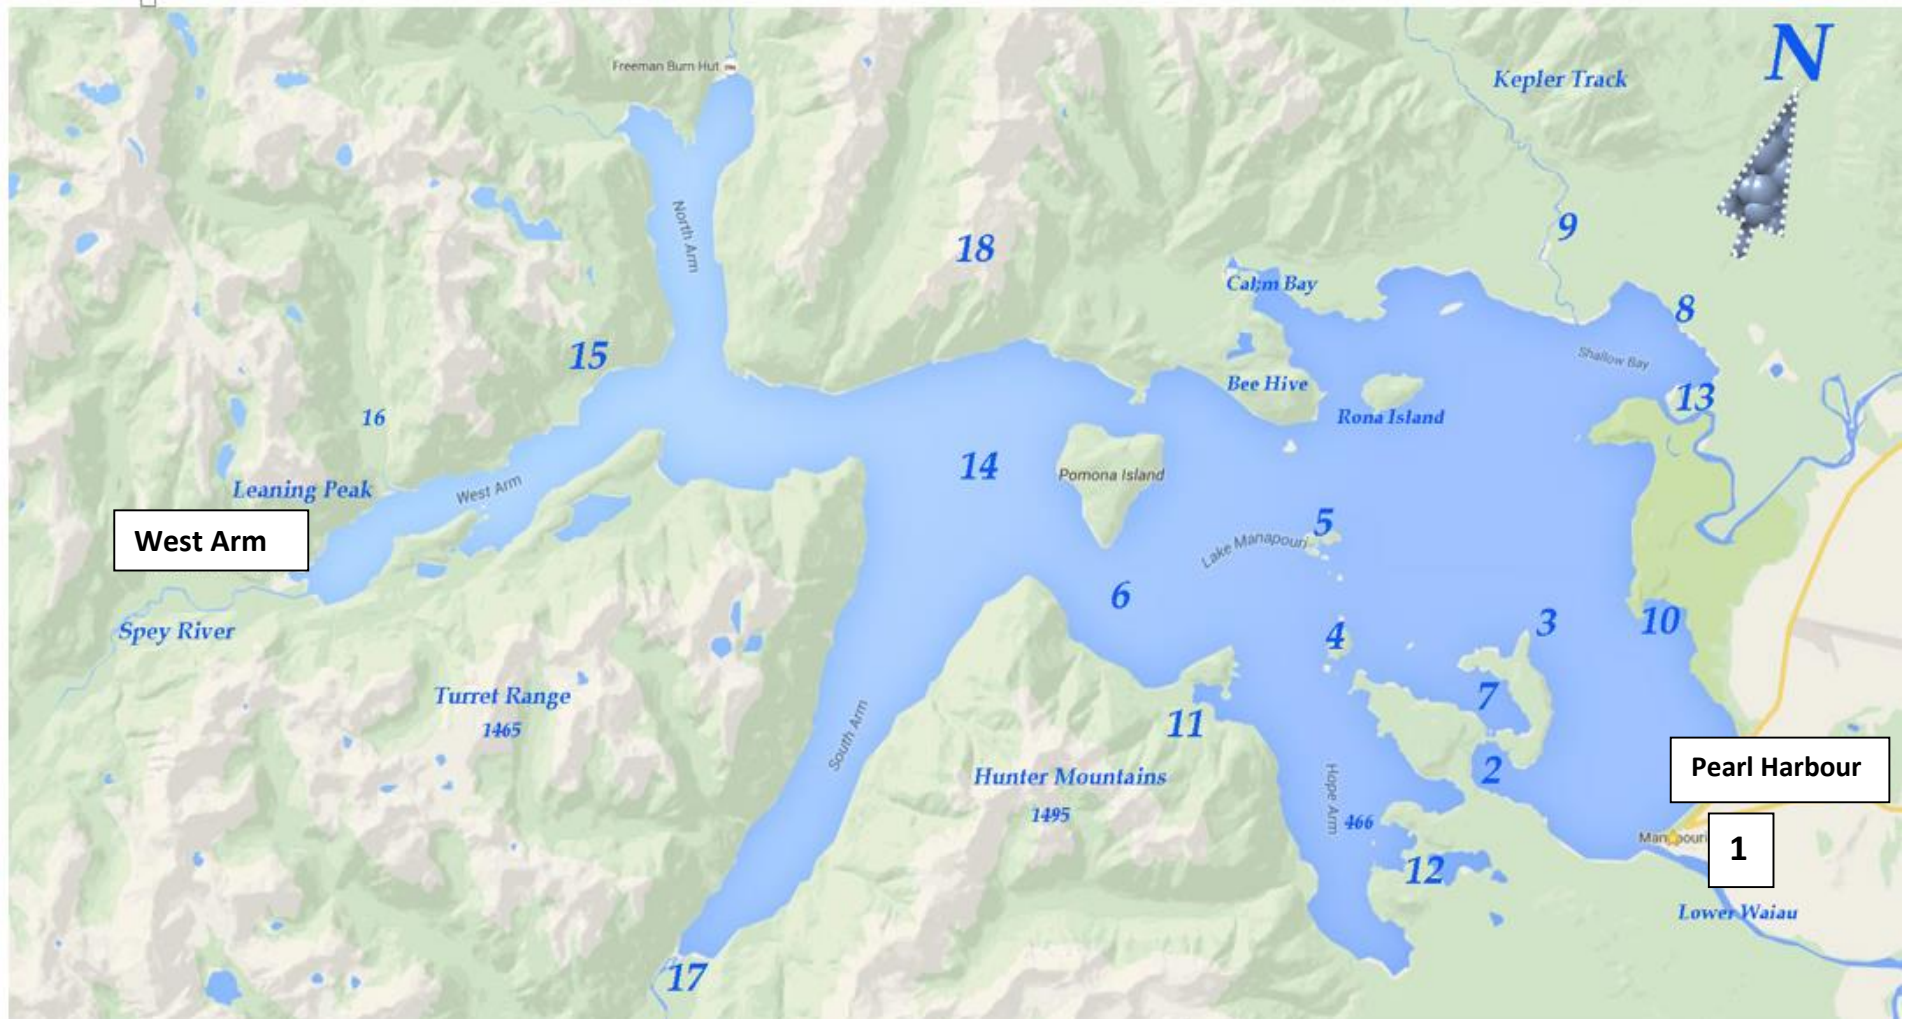 N
Freeman Burn Hut
Kepler Track
North Arm
9
18
Cal;m Bay
8
15
Shallow Bay
Bee Hive
13
16
Rona Island
14
Pomona Island
Leaning Peak
West Arm
5
West Arm
Lake Manapouri
6
10
Spey River
4
3
Turret Range
7
1465
11
South Arm
2
Pearl Harbour
Hunter Mountains
Hope Arm
1495
466
Manapouri
1
12
Lower Waiau
17